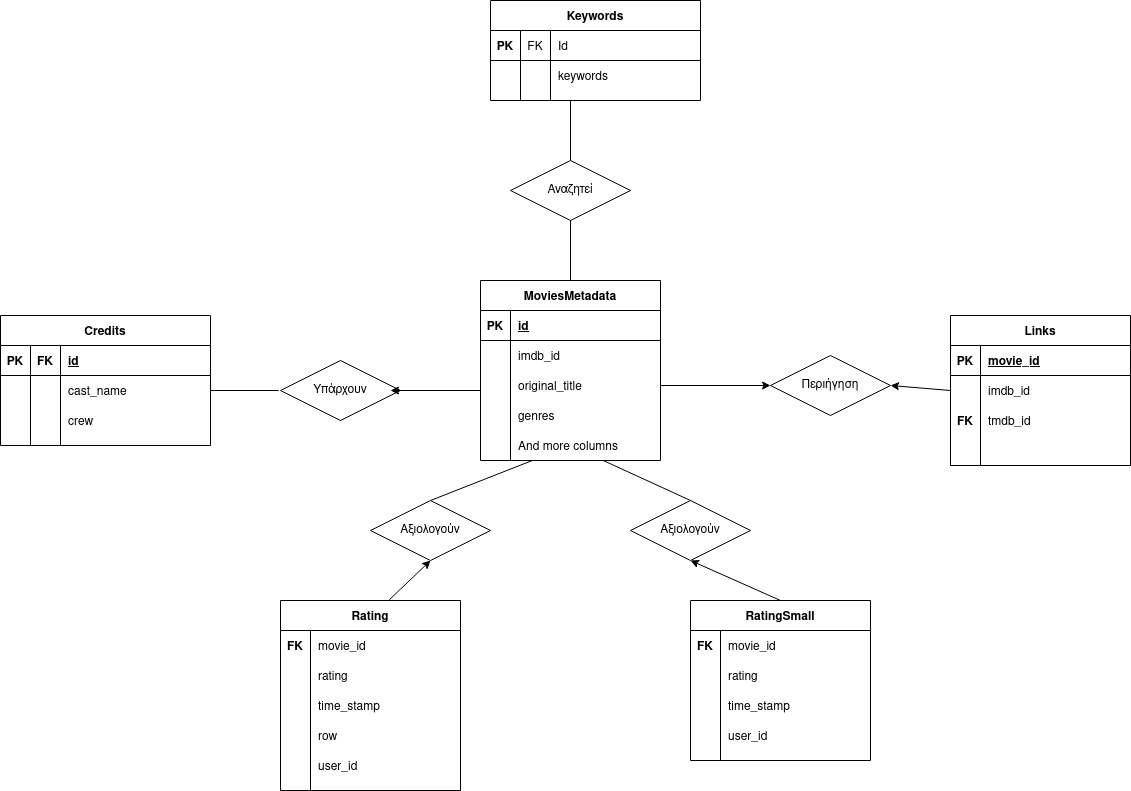 Keywords
PK FK Id
keywords
Αναζητεί
MoviesMetadata
PK id
imdb_id
original_title
genres
And more columns
Credits
PK FK id
cast_name
crew
Υπάρχουν
Περιήγηση
Links
PK movie_id
imdb_id
FK tmdb_id
Αξιολογούν
Αξιολογούν
Rating
FK movie_id
rating
time_stamp
row
user_id
RatingSmall
FK movie_id
rating
time_stamp
user_id